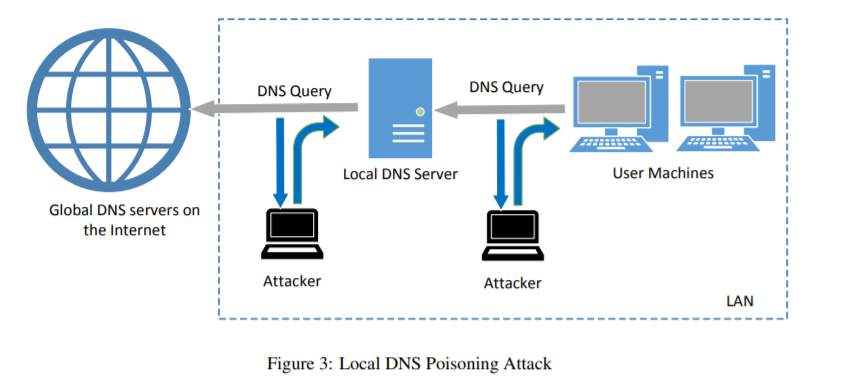 DNS Query
DNS Query
Local DNS Server
User Machines
Global DNS servers on
the Internet
Attacker
Attacker
LAN
Figure 3: Local DNS Poisoning Attack